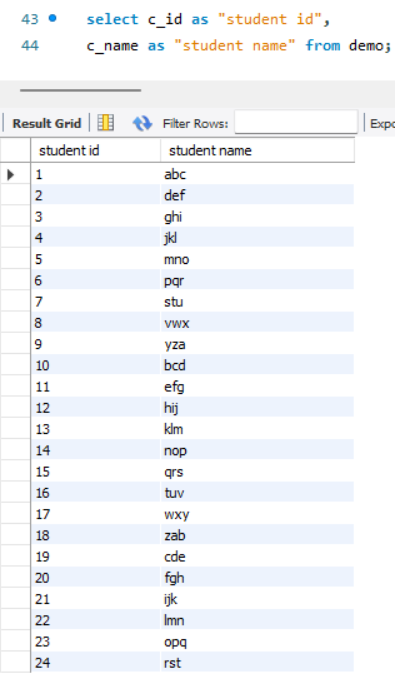 43 select c_id as "student id",
44 c_name as "student name" from demo;
Result Grid Filter Rows: Expo
student id student name
1 abc
2 def
3 ghi
4 jkl
5 mno
6 pqr
7 stu
8 vwx
9 yza
10 bcd
11 efg
12 hij
13 klm
14 nop
15 qrs
16 tuv
17 wxy
18 zab
19 cde
20 fgh
21 ijk
22 lmn
23 opq
24 rst